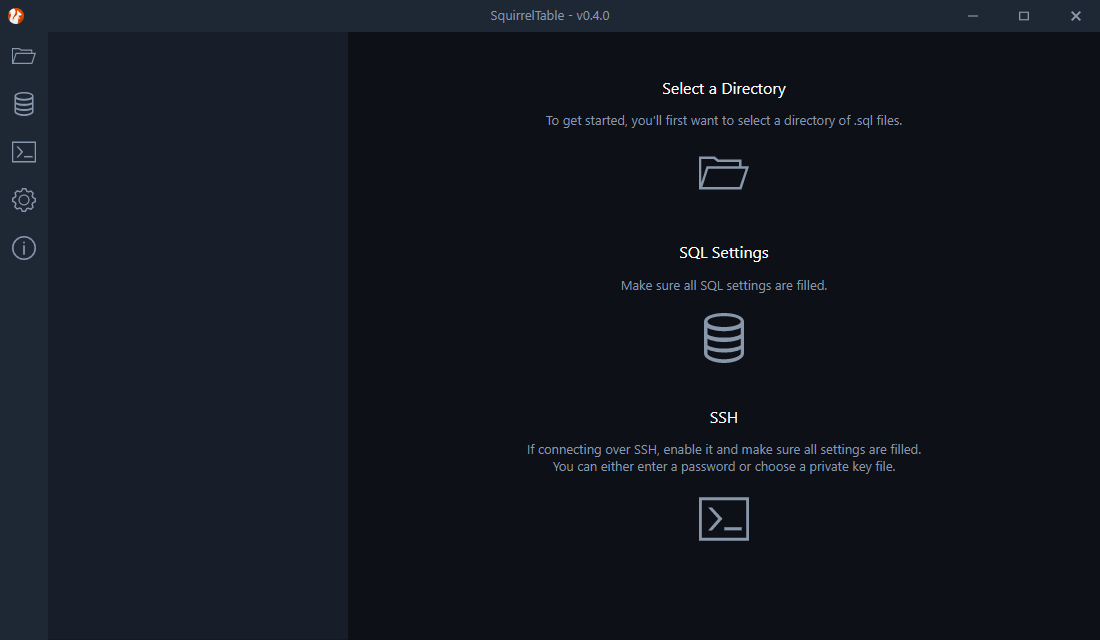 SquirrelTable - v0.4.0
Select a Directory
To get started, you'll first want to select a directory of .sql files.
SQL Settings
Make sure all SQL settings are filled.
SSH
If connecting over SSH, enable it and make sure all settings are filled.
You can either enter a password or choose a private key file.